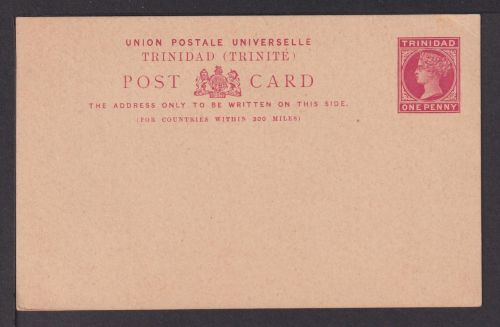 UNION POSTALE UNIVERSELLE
TRINIDAD (TRINITÉ)
POST CARD
THE ADDRESS ONLY TO BE WRITTEN ON THIS SIDE.
(FOR COUNTRIES WITHIN 300 MILES)
TRINIDAD
ONE PENNY